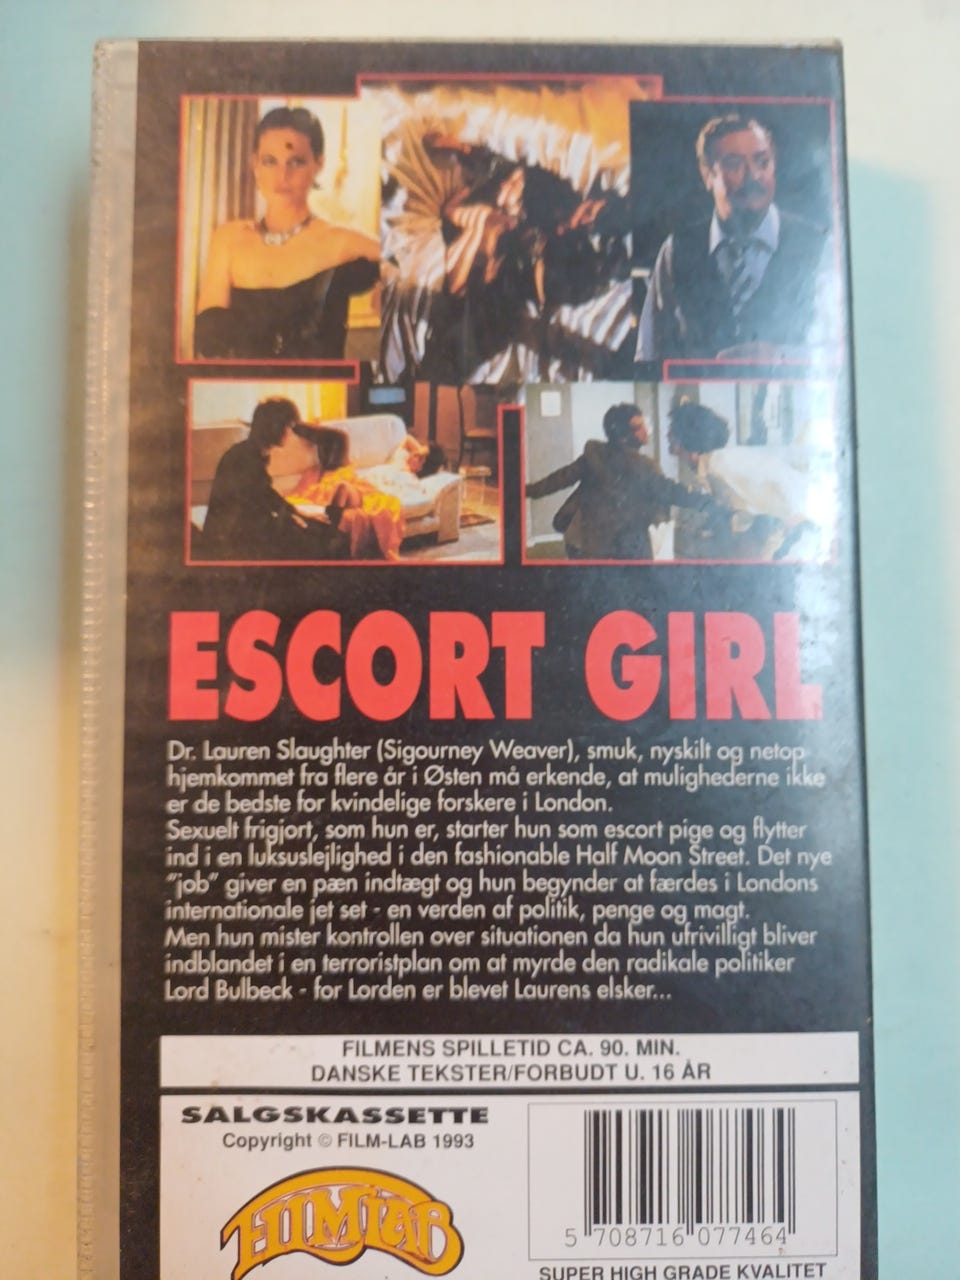 ESCORT GIRL
Dr. Lauren Slaughter (Sigourney Weaver), smuk, nyskilt og netop
hjemkommet fra flere år i Østen må erkende, at mulighederne ikke
er de bedste for kvindelige forskere i London.
Sexuelt frigjort, som hun er, starter hun som escort pige og flytter
ind i en luksuslejlighed i den fashionable Half Moon Street. Det nye
"job" giver en pæn indtægt og hun begynder at færdes i Londons
internationale jet set - en verden af politik, penge og magt.
Men hun mister kontrollen over situationen da hun ufrivilligt bliver
indblandet i en terroristplan om at myrde den radikale politiker
Lord Bulbeck - for Lorden er blevet Laurens elsker...
FILMENS SPILLETID CA. 90. MIN.
DANSKE TEKSTER/FORBUDT U. 16 ÅR
SALGSKASSETTE
Copyright © FILM-LAB 1993
FILMLAB
5 708716 077464
SUPER HIGH GRADE KVALITET